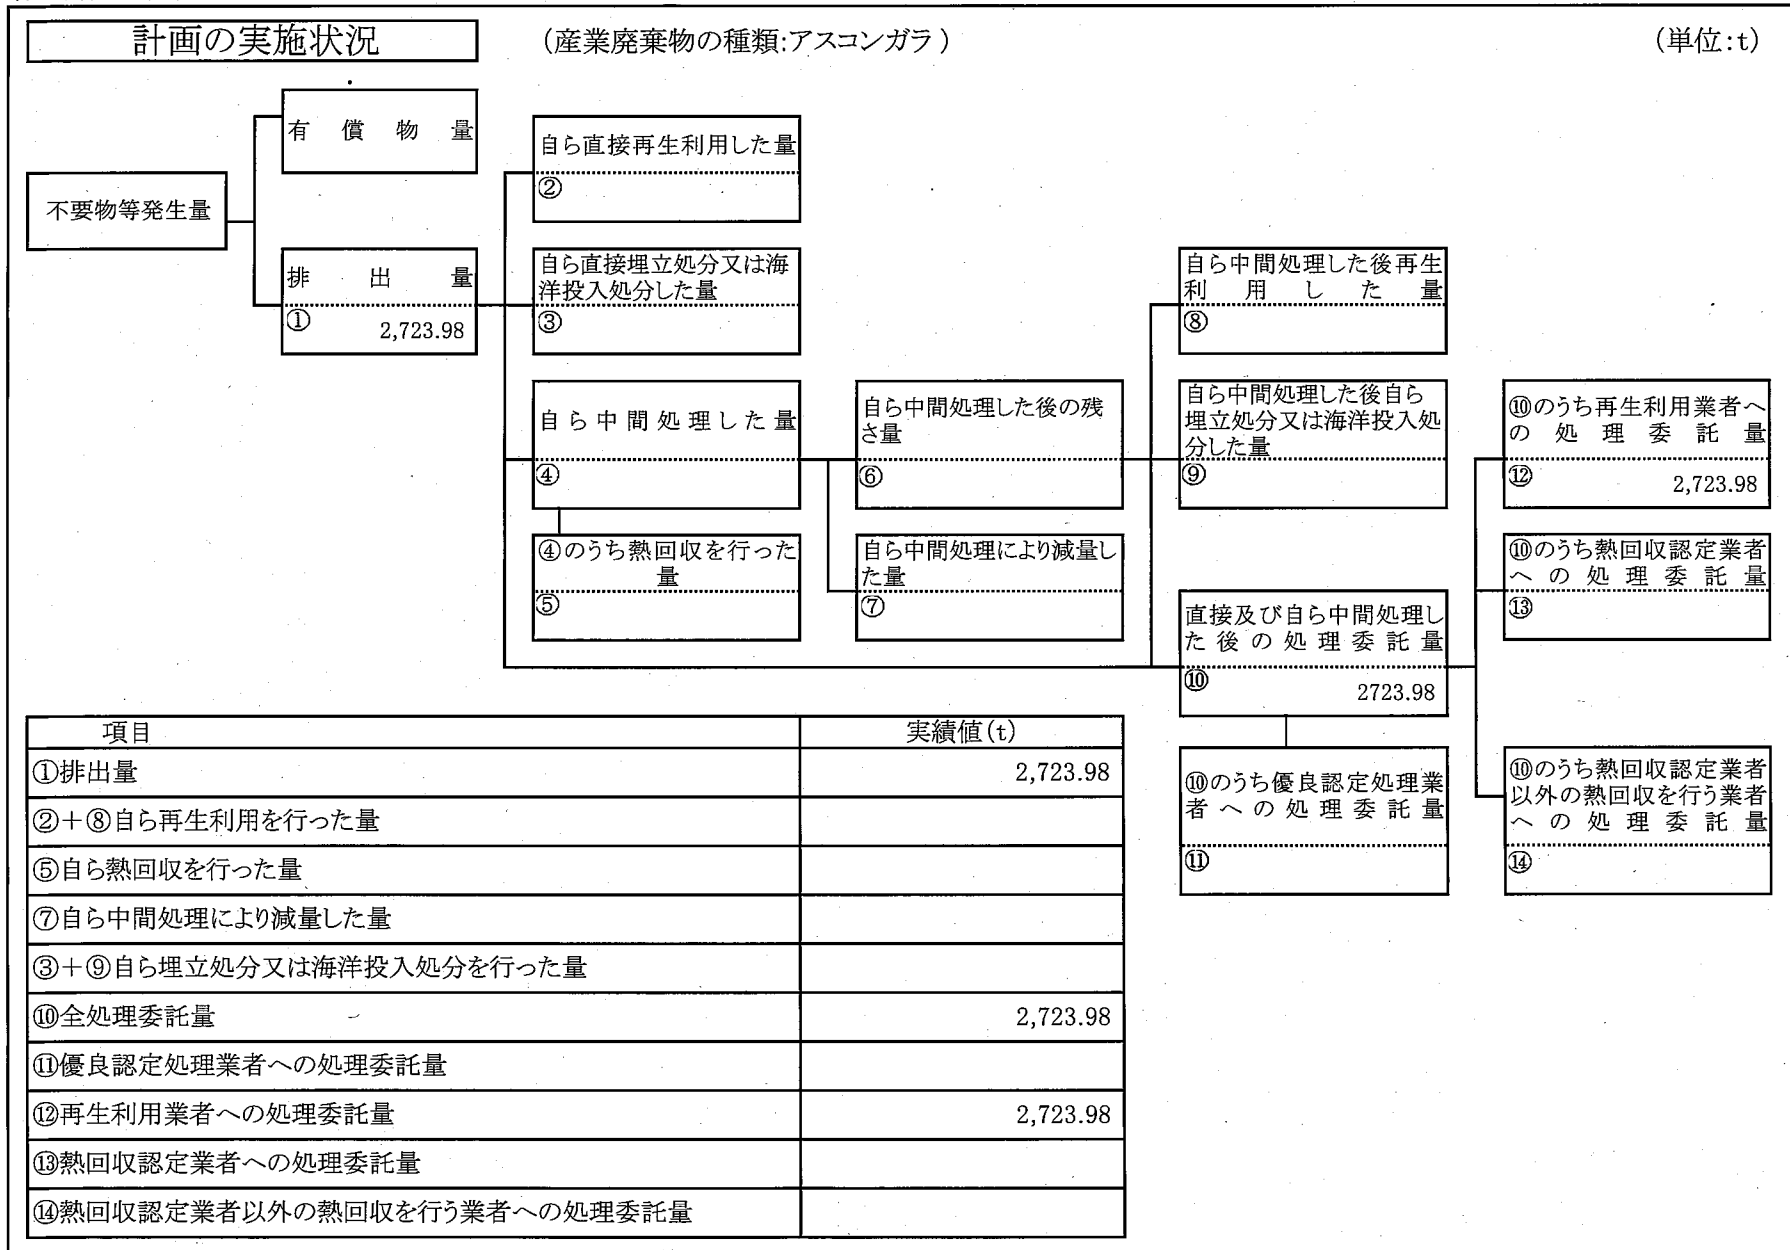 計画の実施状況
(産業廃棄物の種類:アスコンガラ)
(単位:t)
不要物等発生量
有償物量
排出量
① 2,723.98
自ら直接再生利用した量
②
自ら直接埋立処分又は海
洋投入処分した量
③
自ら中間処理した量
④
④のうち熱回収を行った
量
⑤
自ら中間処理した後の残
さ量
⑥
自ら中間処理により減量し
た量
⑦
自ら中間処理した後再生
利用した量
⑧
自ら中間処理した後自ら
埋立処分又は海洋投入処
分した量
⑨
直接及び自ら中間処理し
た後の処理委託量
⑩ 2723.98
⑩のうち優良認定処理業
者への処理委託量
⑪
⑩のうち再生利用業者へ
の処理委託量
⑫ 2,723.98
⑩のうち熱回収認定業者
への処理委託量
⑬
⑩のうち熱回収認定業者
以外の熱回収を行う業者
への処理委託量
⑭
項目 実績値(t)
①排出量 2,723.98
②+⑧自ら再生利用を行った量
⑤自ら熱回収を行った量
⑦自ら中間処理により減量した量
③+⑨自ら埋立処分又は海洋投入処分を行った量
⑩全処理委託量 2,723.98
⑪優良認定処理業者への処理委託量
⑫再生利用業者への処理委託量 2,723.98
⑬熱回収認定業者への処理委託量
⑭熱回収認定業者以外の熱回収を行う業者への処理委託量